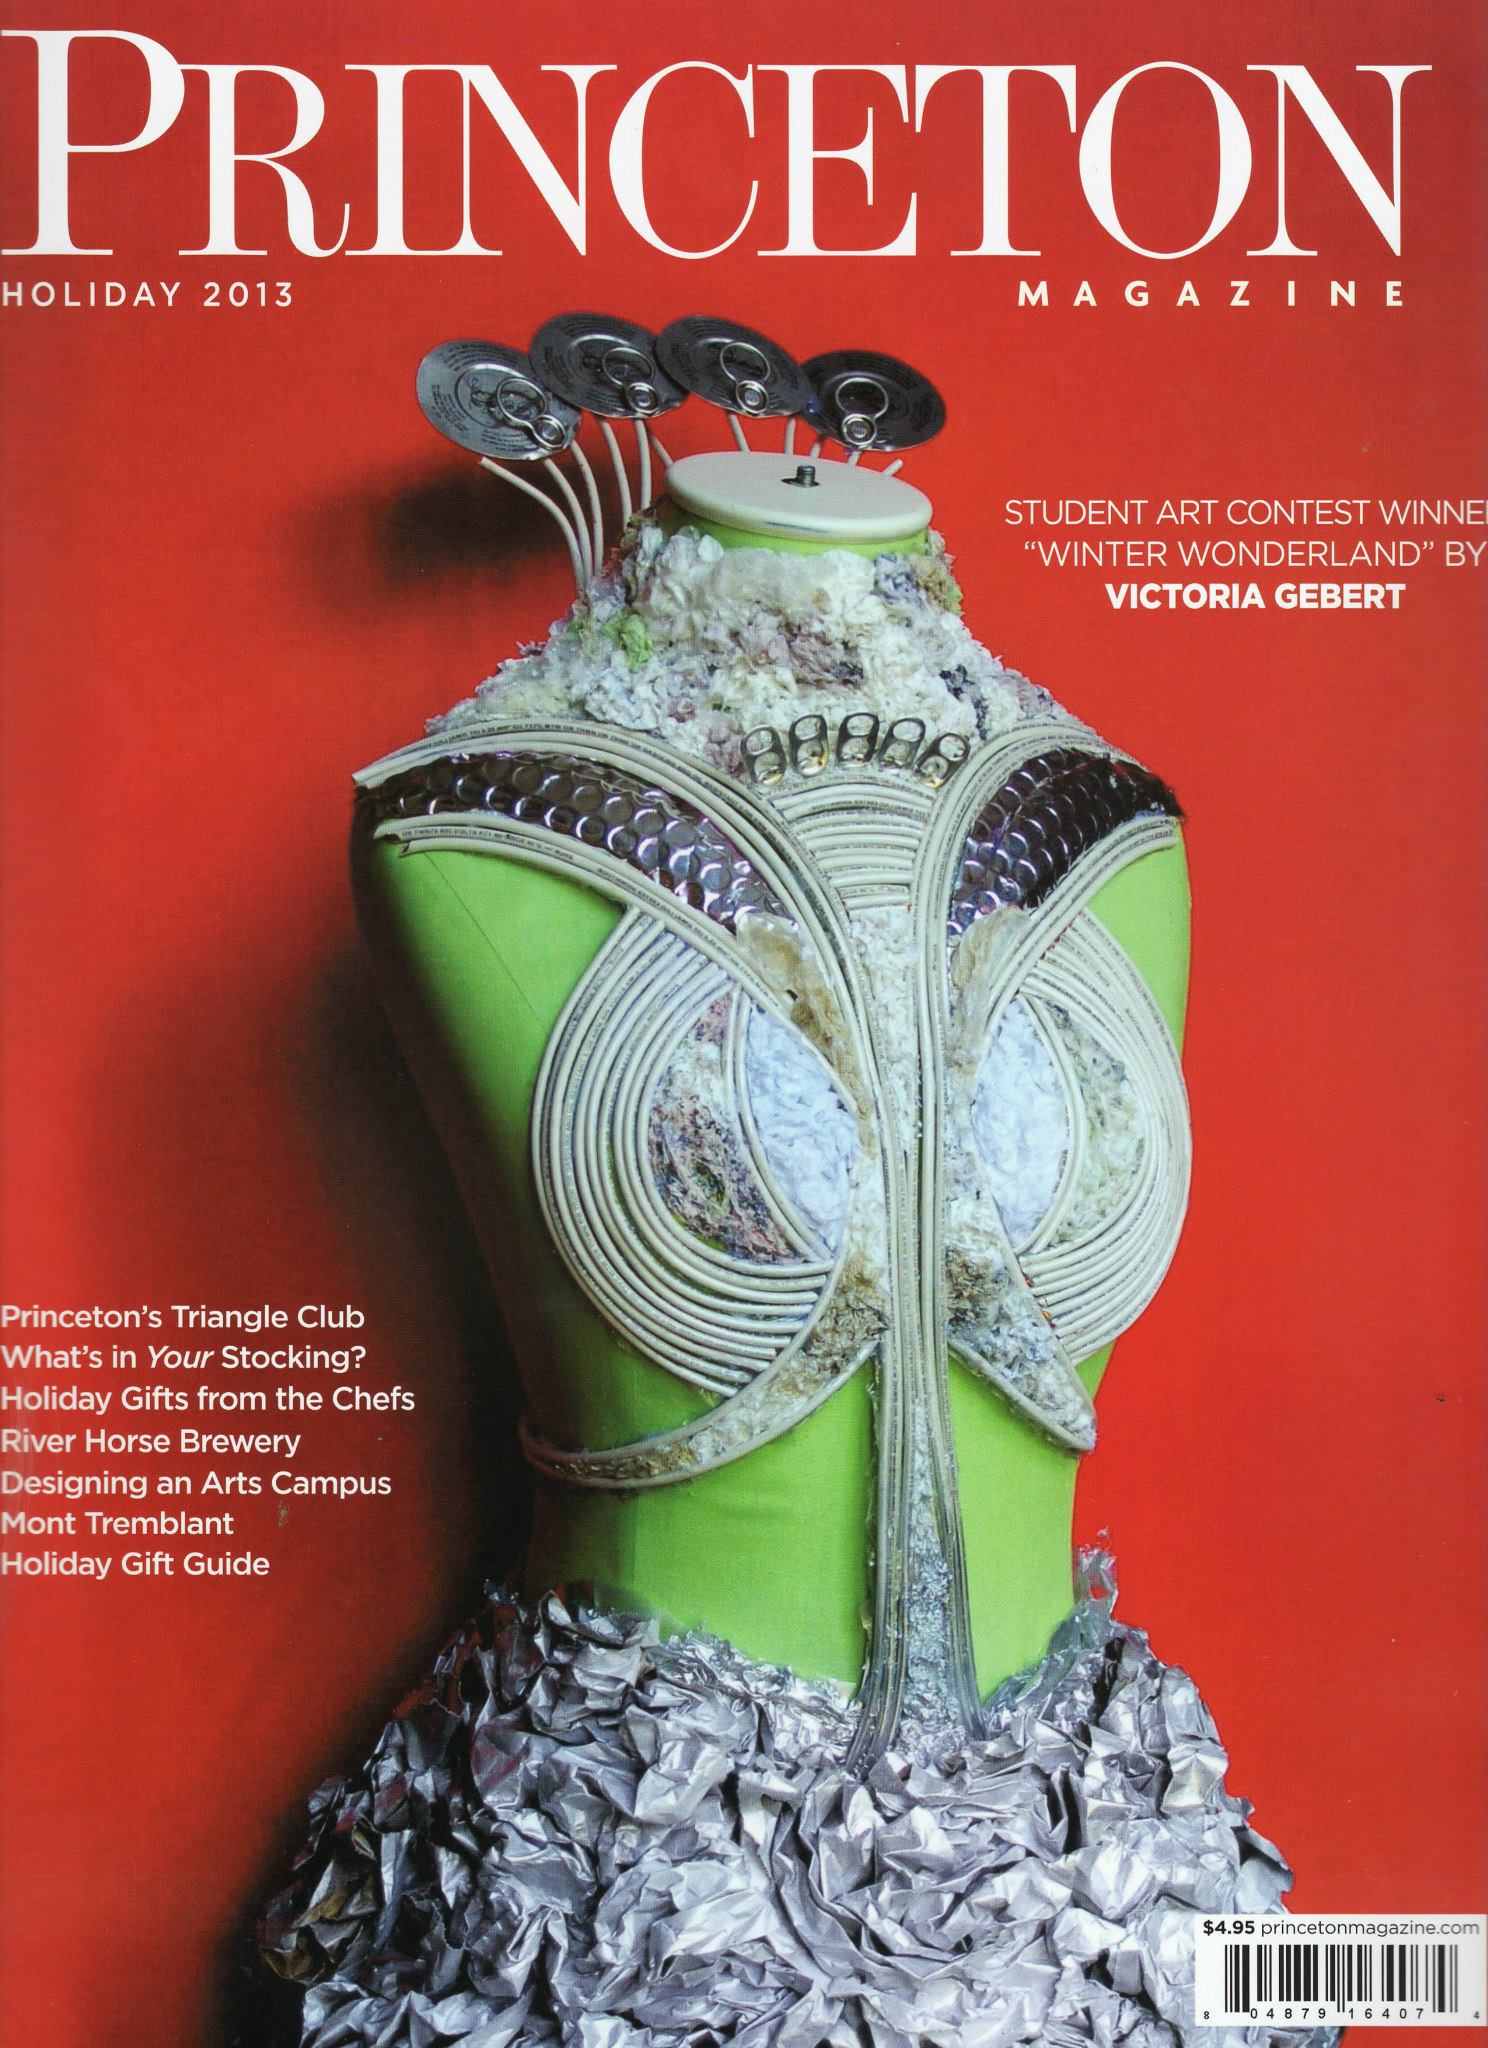 PRINCETON
HOLIDAY 2013
MAGAZINE
STUDENT ART CONTEST WINNER
“WINTER WONDERLAND” BY
VICTORIA GEBERT
Princeton’s Triangle Club
What’s in Your Stocking?
Holiday Gifts from the Chefs
River Horse Brewery
Designing an Arts Campus
Mont Tremblant
Holiday Gift Guide
$4.95 princetonmagazine.com
8 04879 16407 4